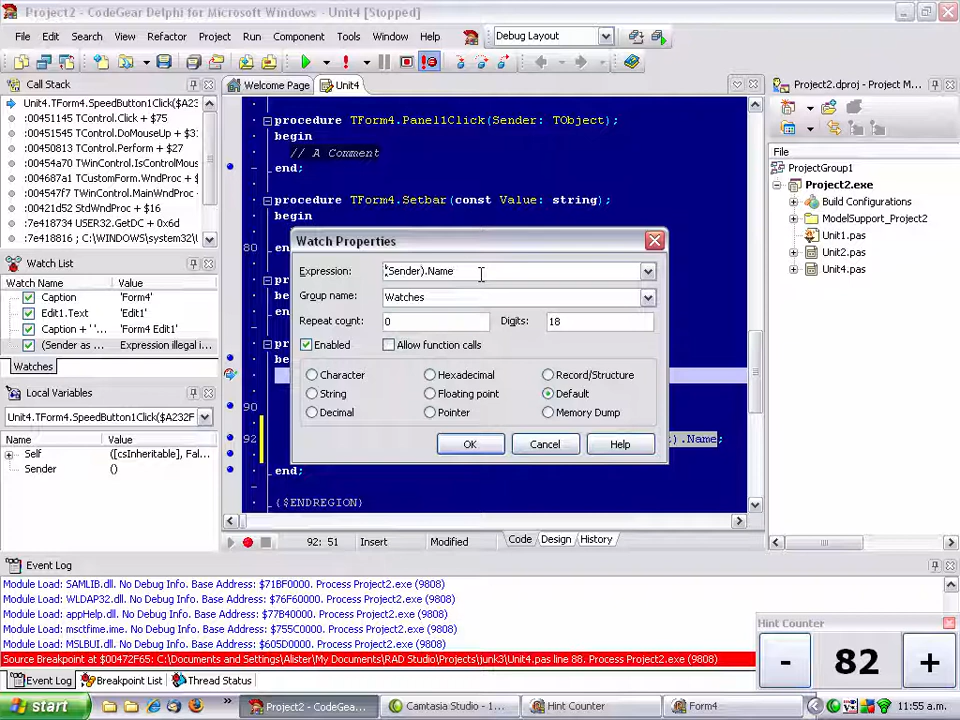 Project2 - CodeGear Delphi for Microsoft Windows - Unit4 [Stopped]
File Edit Search View Refactor Project Run Component Tools Window Help
Debug Layout
Call Stack
Unit4.TForm4.SpeedButton1Click($A232
:00451145 TControl.Click + $75
:00451545 TControl.DoMouseUp + $31
:00450813 TControl.Perform + $27
:00454a70 TWinControl.IsControlMouse
:004687a1 TCustomForm.WndProc +
:004547f7 TWinControl.MainWndProc +
:00421d52 StdWndProc + $16
:7e418734 USER32.GetDC + 0x6d
:7e418816 ; C:\WINDOWS\system32\
Watch List
Watch Name Value
Caption 'Form4'
Edit1.Text 'Edit1'
Caption + ' '... 'Form4 Edit1'
(Sender as ... Expression illegal i
Watches
Local Variables
Unit4.TForm4.SpeedButton1Click($A232F
Name Value
Self ([csInheritable], Fal...
Sender ()
Welcome Page
Unit4
procedure TForm4.Panel1Click(Sender: TObject);
begin
// A Comment
end;
procedure TForm4.Setbar(const Value: string);
begin
80
en
pr
be
en
pr
be
90
92
).Name;
end;
{$ENDREGION}
92: 51 Insert Modified
Code Design History
Watch Properties
Expression: (Sender).Name
Group name: Watches
Repeat count: 0 Digits: 18
Enabled Allow function calls
Character Hexadecimal Record/Structure
String Floating point Default
Decimal Pointer Memory Dump
OK Cancel Help
Project2.dproj - Project M...
File
ProjectGroup1
Project2.exe
Build Configurations
ModelSupport_Project2
Unit1.pas
Unit2.pas
Unit4.pas
Event Log
Module Load: SAMLIB.dll. No Debug Info. Base Address: $71BF0000. Process Project2.exe (9808)
Module Load: WLDAP32.dll. No Debug Info. Base Address: $76F60000. Process Project2.exe (9808)
Module Load: appHelp.dll. No Debug Info. Base Address: $77B40000. Process Project2.exe (9808)
Module Load: msctfime.ime. No Debug Info. Base Address: $755C0000. Process Project2.exe (9808)
Module Load: MSLBUI.dll. No Debug Info. Base Address: $605D0000. Process Project2.exe (9808)
Source Breakpoint at $00472F65: C:\Documents and Settings\Alister\My Documents\RAD Studio\Projects\junk3\Unit4.pas line 88. Process Project2.exe (9808)
Event Log Breakpoint List Thread Status
Hint Counter
- 82 +
start
Project2 - CodeGea...
Camtasia Studio - 1...
Hint Counter
Form4
11:55 a.m.